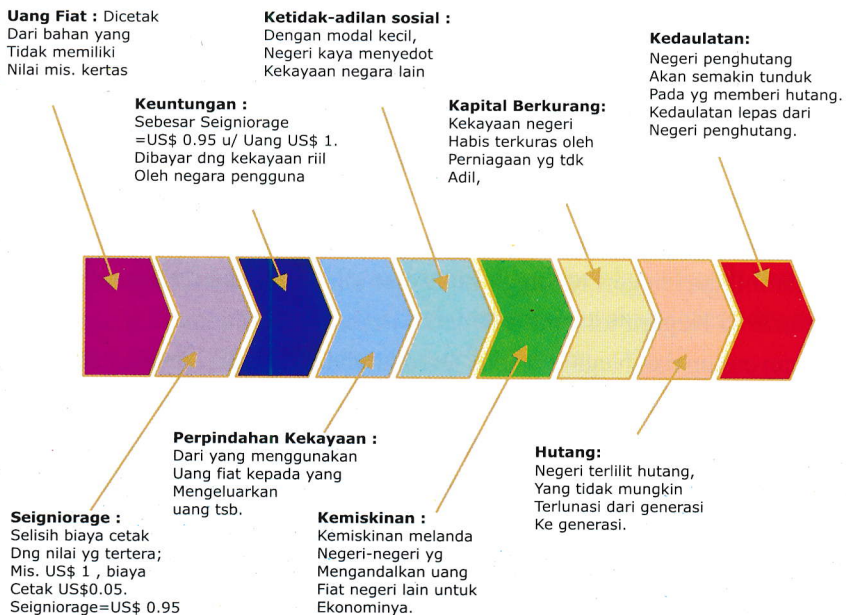 Uang Fiat : Dicetak
Dari bahan yang
Tidak memiliki
Nilai mis. kertas
Seigniorage :
Selisih biaya cetak
Dng nilai yg tertera;
Mis. US$ 1 , biaya
Cetak US$0.05.
Seigniorage=US$ 0.95
Keuntungan :
Sebesar Seigniorage
=US$ 0.95 u/ Uang US$ 1.
Dibayar dng kekayaan riil
Oleh negara pengguna
Perpindahan Kekayaan :
Dari yang menggunakan
Uang fiat kepada yang
Mengeluarkan
uang tsb.
Ketidak-adilan sosial :
Dengan modal kecil,
Negeri kaya menyedot
Kekayaan negara lain
Kemiskinan :
Kemiskinan melanda
Negeri-negeri yg
Mengandalkan uang
Fiat negeri lain untuk
Ekonominya.
Kapital Berkurang:
Kekayaan negeri
Habis terkuras oleh
Perniagaan yg tdk
Adil,
Hutang:
Negeri terlilit hutang,
Yang tidak mungkin
Terlunasi dari generasi
Ke generasi.
Kedaulatan:
Negeri penghutang
Akan semakin tunduk
Pada yg memberi hutang.
Kedaulatan lepas dari
Negeri penghutang.